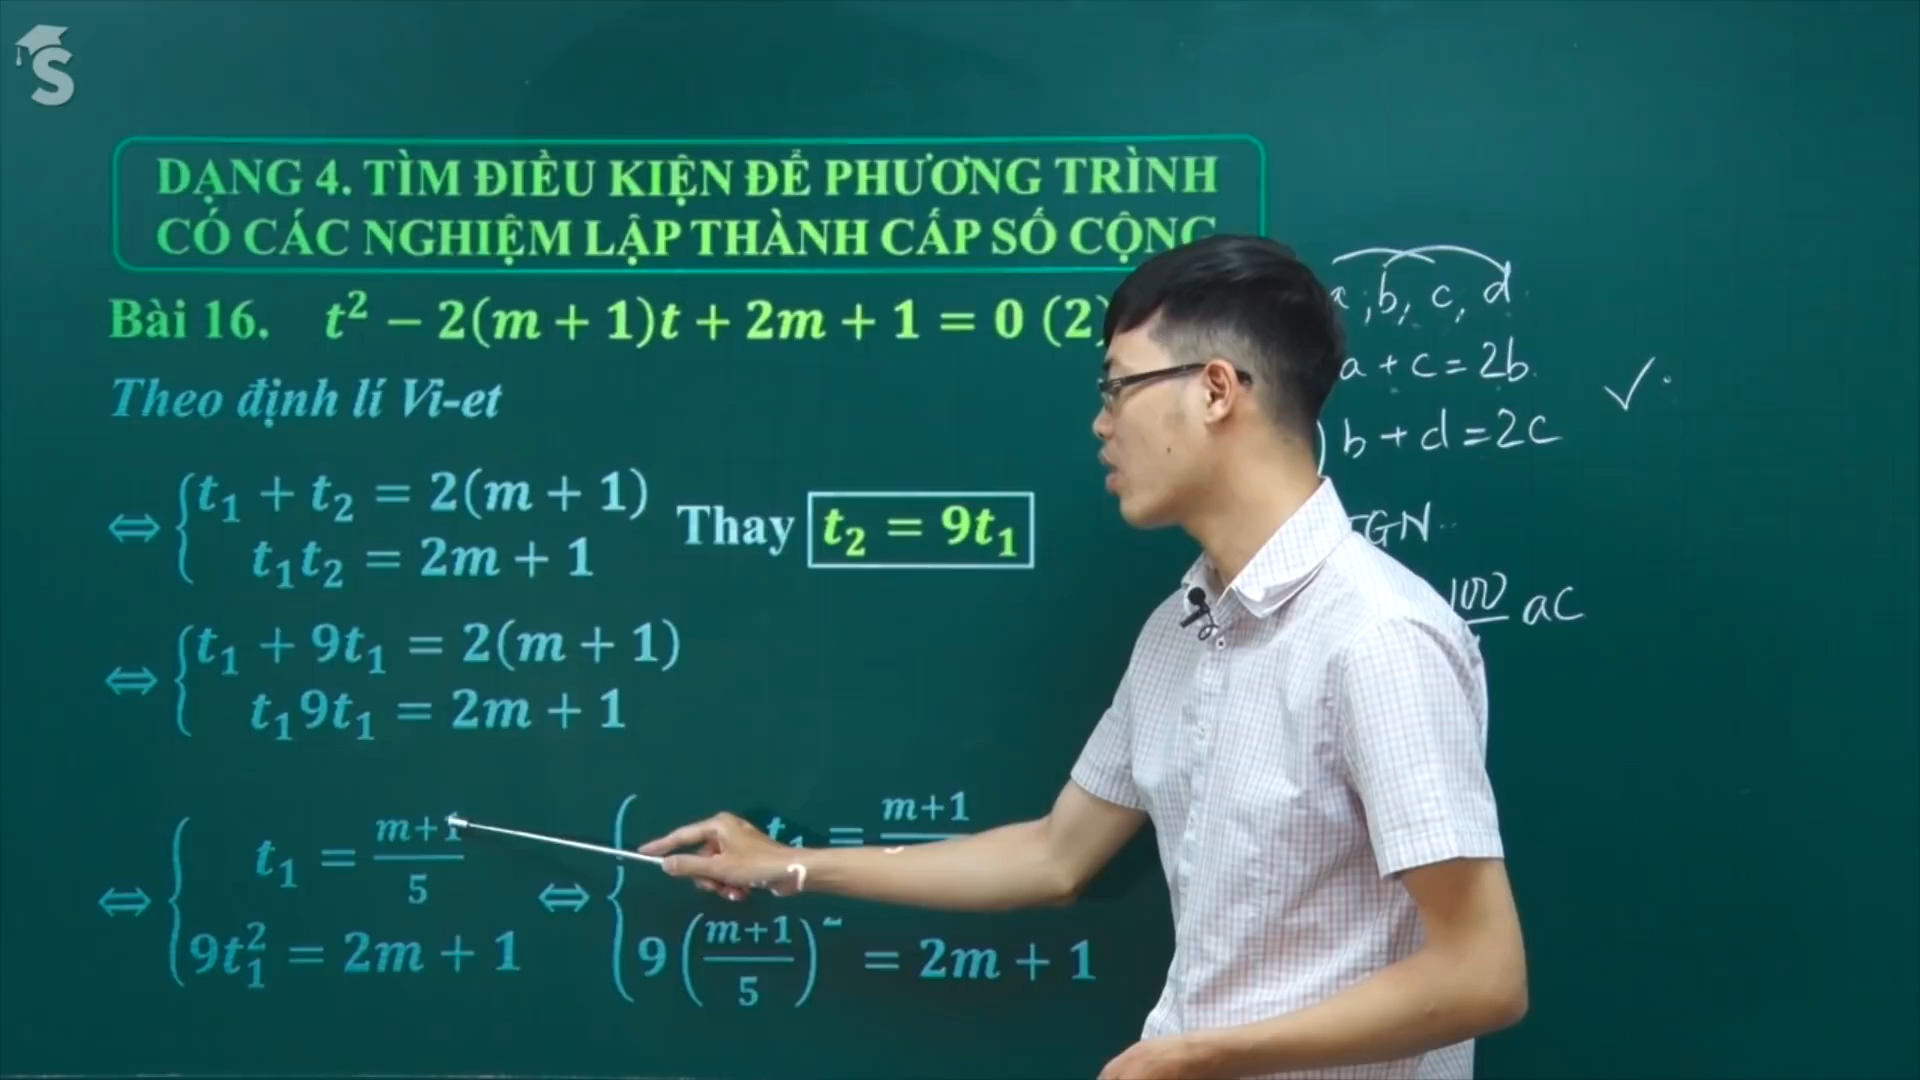 S
DẠNG 4. TÌM ĐIỀU KIỆN ĐỂ PHƯƠNG TRÌNH
CÓ CÁC NGHIỆM LẬP THÀNH CẤP SỐ CỘNG
Bài 16. t² − 2(m + 1)t + 2m + 1 = 0 (2)
Theo định lí Vi-et
⇔ { t₁ + t₂ = 2(m + 1)
t₁t₂ = 2m + 1
Thay t₂ = 9t₁
⇔ { t₁ + 9t₁ = 2(m + 1)
t₁9t₁ = 2m + 1
⇔ { t₁ = (m+1)/5
9t₁² = 2m + 1
⇔ { t₁ = m+1
9((m+1)/5)² = 2m + 1
b, c, d
a + c = 2b
b + d = 2c
✓
GN
100 ac